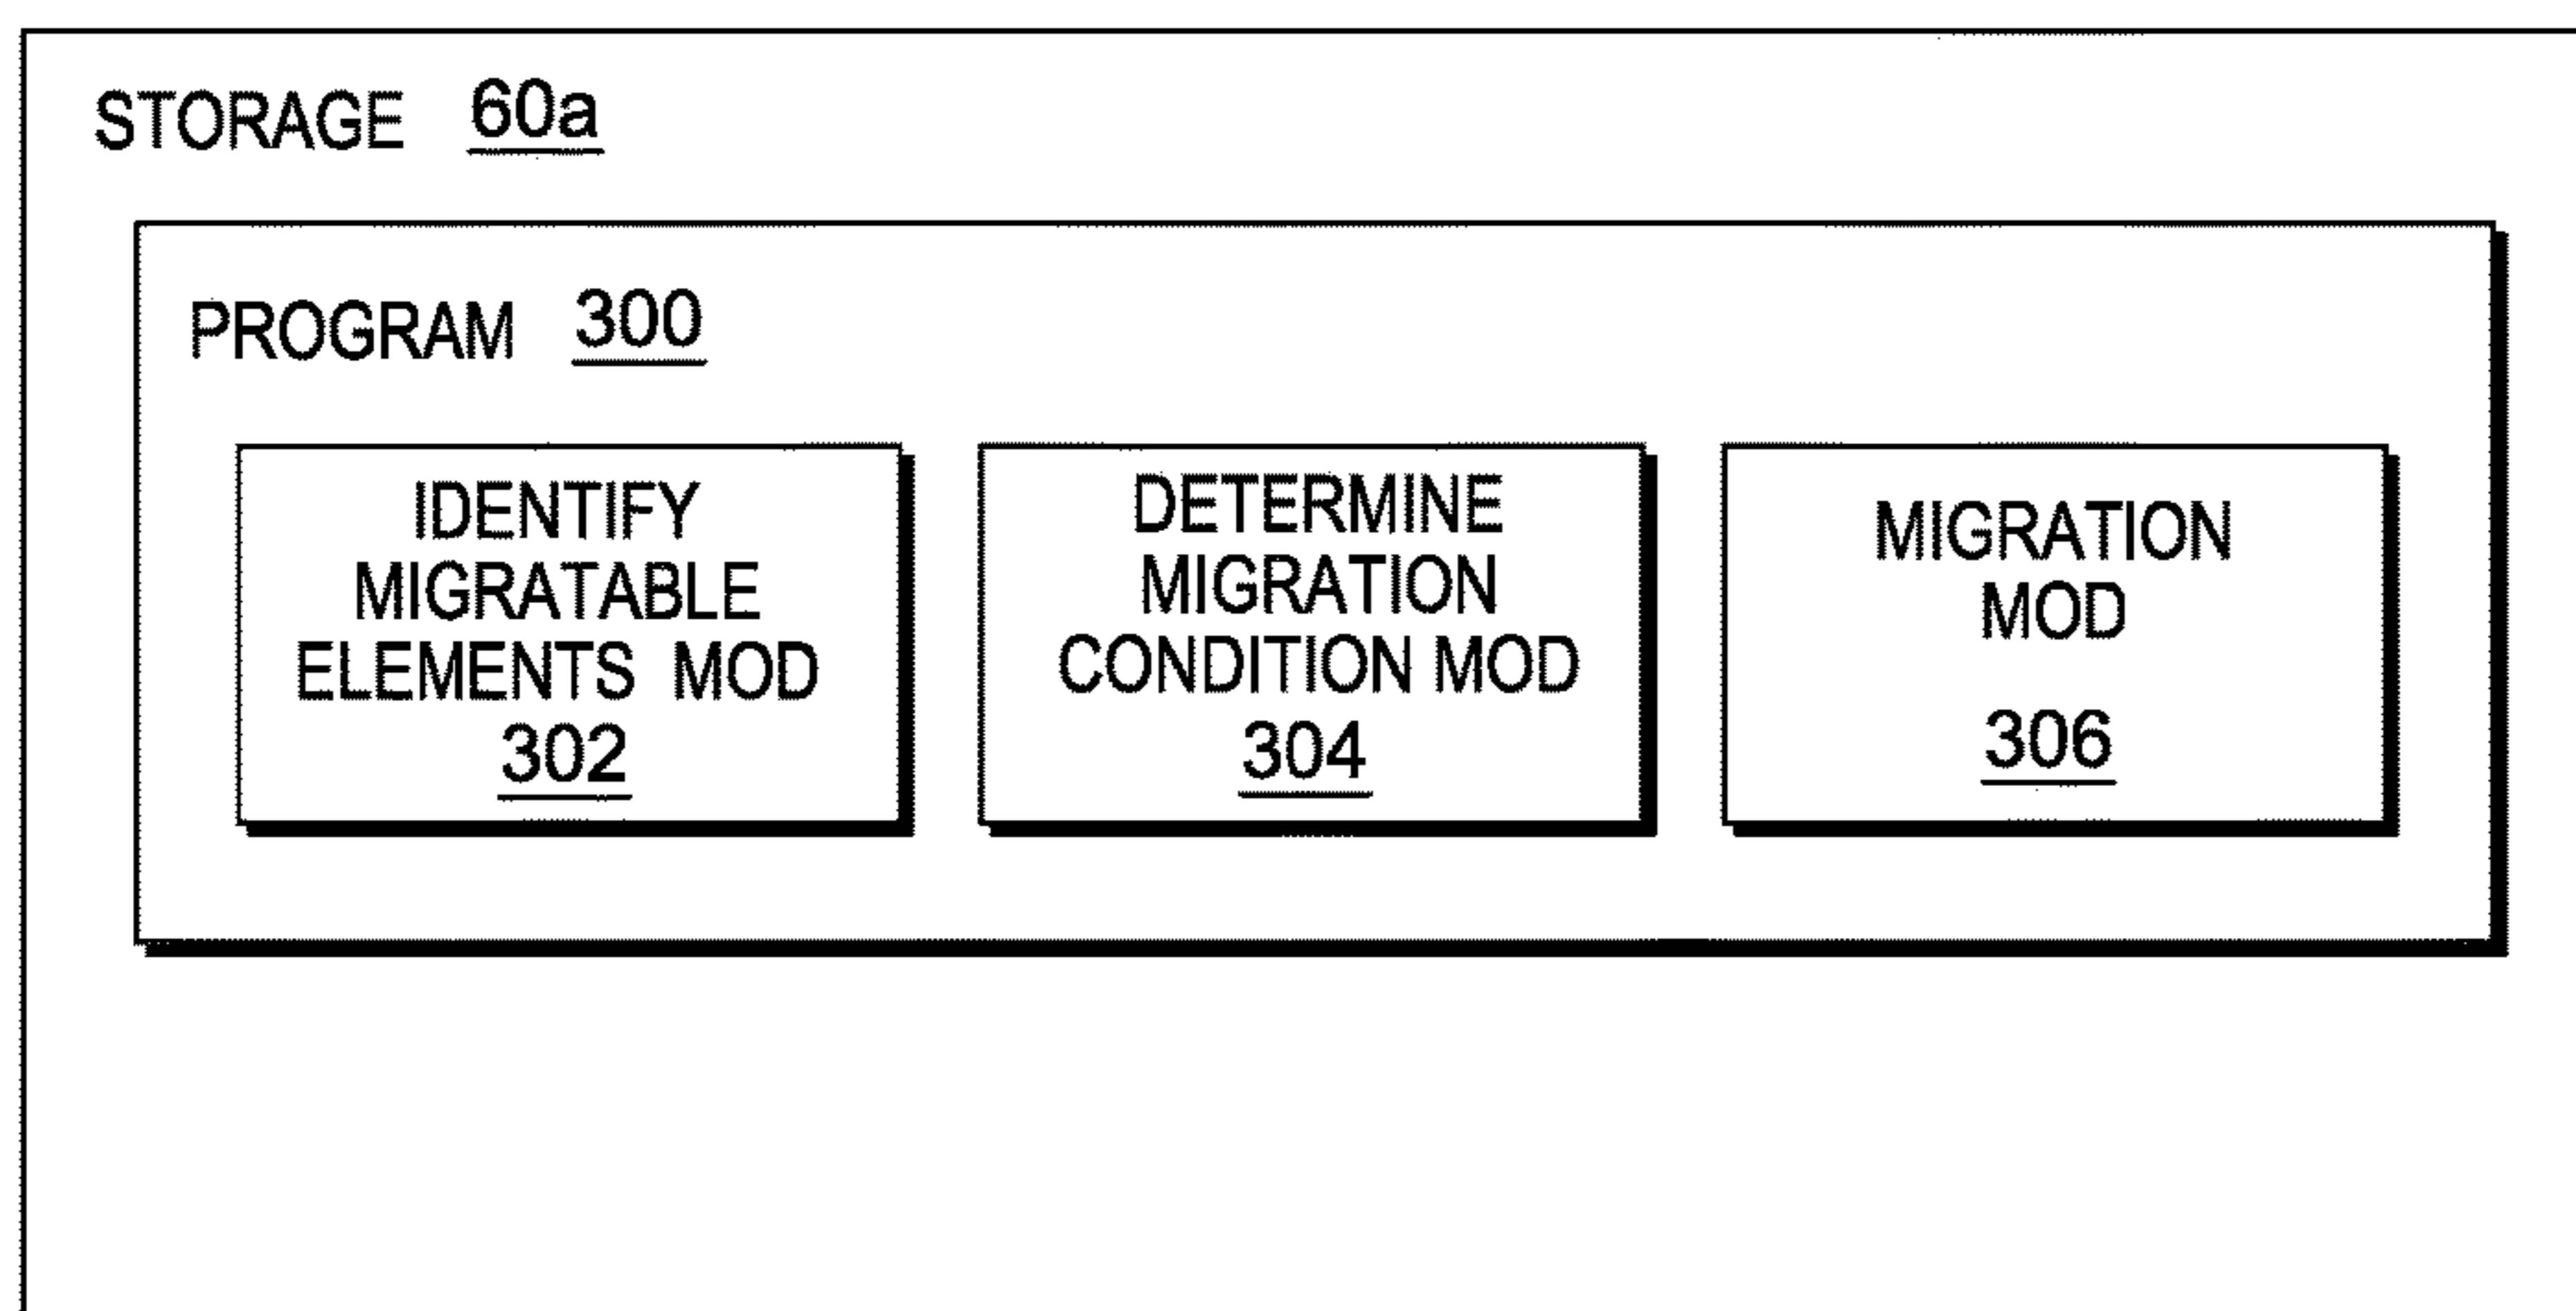 STORAGE 60a
PROGRAM 300
IDENTIFY
MIGRATABLE
ELEMENTS MOD
302
DETERMINE
MIGRATION
CONDITION MOD
304
MIGRATION
MOD
306